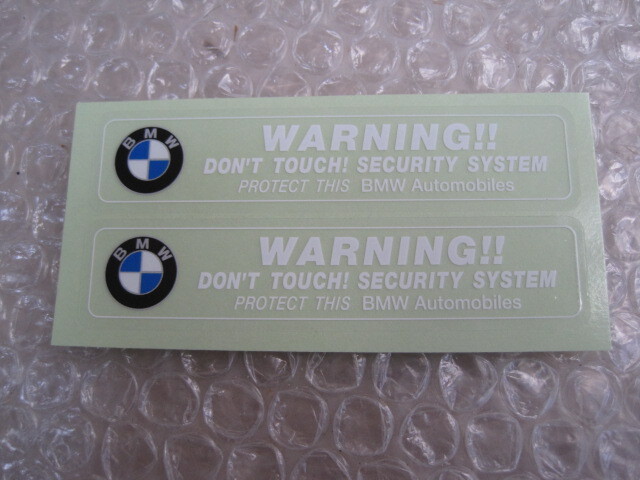 BMW
WARNING!!
DON'T TOUCH! SECURITY SYSTEM
PROTECT THIS BMW Automobiles
BMW
WARNING!!
DON'T TOUCH! SECURITY SYSTEM
PROTECT THIS BMW Automobiles